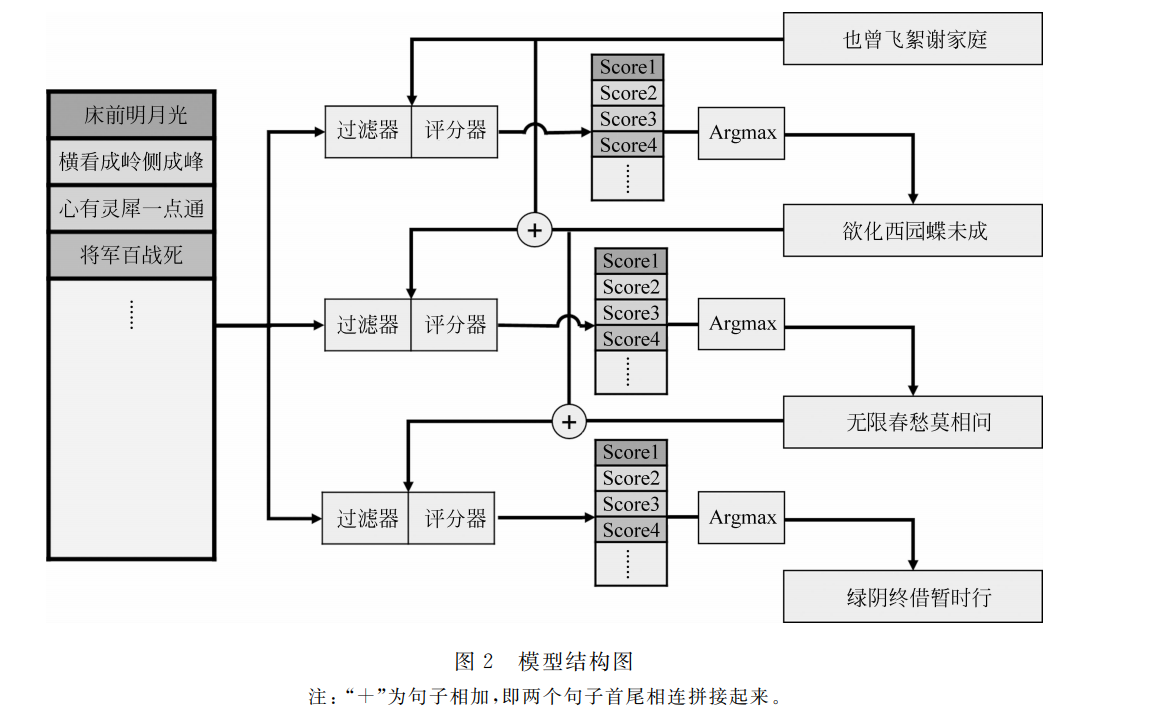 也曾飞絮谢家庭
床前明月光
横看成岭侧成峰
心有灵犀一点通
将军百战死
……
过滤器 评分器
Score1
Score2
Score3
Score4
……
Argmax
欲化西园蝶未成
+
过滤器 评分器
Score1
Score2
Score3
Score4
……
Argmax
无限春愁莫相问
+
过滤器 评分器
Score1
Score2
Score3
Score4
……
Argmax
绿阴终借暂时行
图 2 模型结构图
注：“＋”为句子相加，即两个句子首尾相连拼接起来。